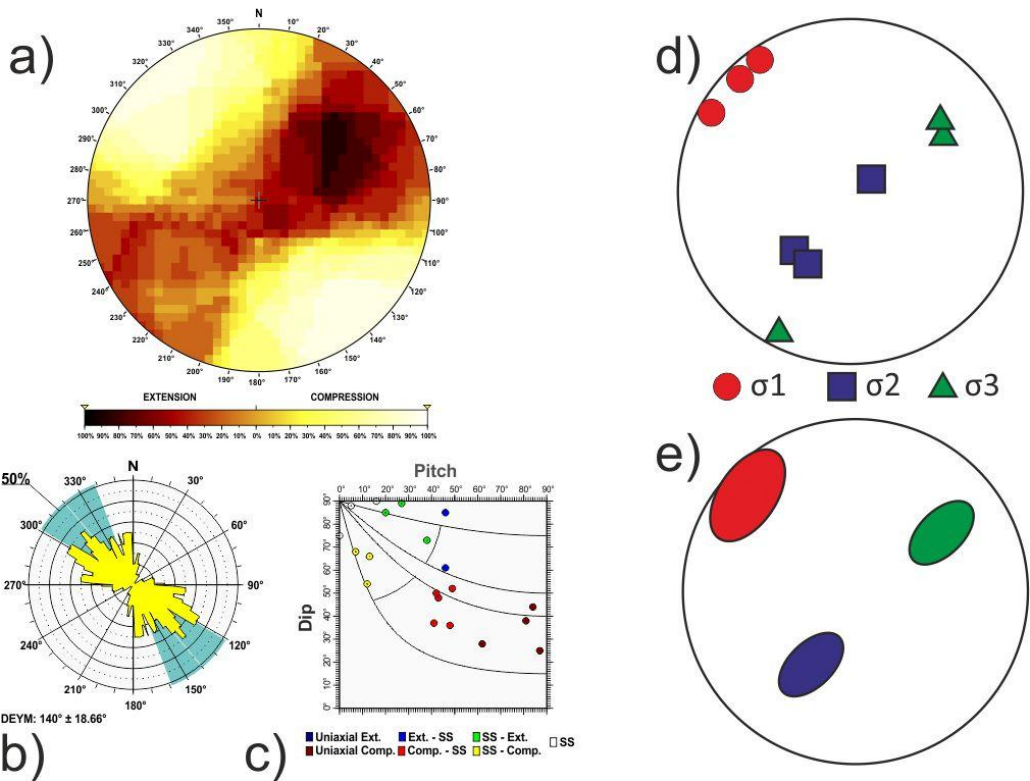 a)
N
350° 10°
340° 20°
330° 30°
320° 40°
310° 50°
300° 60°
290° 70°
280° 80°
270° 90°
260° 100°
250° 110°
240° 120°
230° 130°
220° 140°
210° 150°
200° 160°
190° 180° 170°
EXTENSION COMPRESSION
100% 90% 80% 70% 60% 50% 40% 30% 20% 10% 0% 10% 20% 30% 40% 50% 60% 70% 80% 90% 100%
b)
50%
N
330° 30°
300° 60°
270° 90°
240° 120°
210° 150°
180°
DEYM: 140° ± 18.66°
c)
Pitch
0° 10° 20° 30° 40° 50° 60° 70° 80° 90°
Dip
90°
80°
70°
60°
50°
40°
30°
20°
10°
0°
Uniaxial Ext. Ext. - SS SS - Ext. SS
Uniaxial Comp. Comp. - SS SS - Comp.
d)
σ1 σ2 σ3
e)